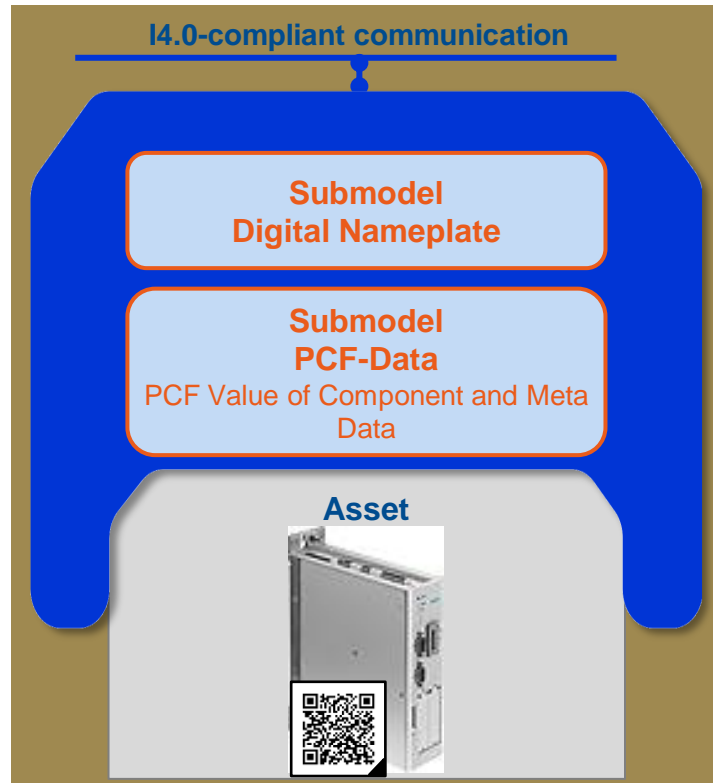 I4.0-compliant communication
Submodel
Digital Nameplate
Submodel
PCF-Data
PCF Value of Component and Meta
Data
Asset